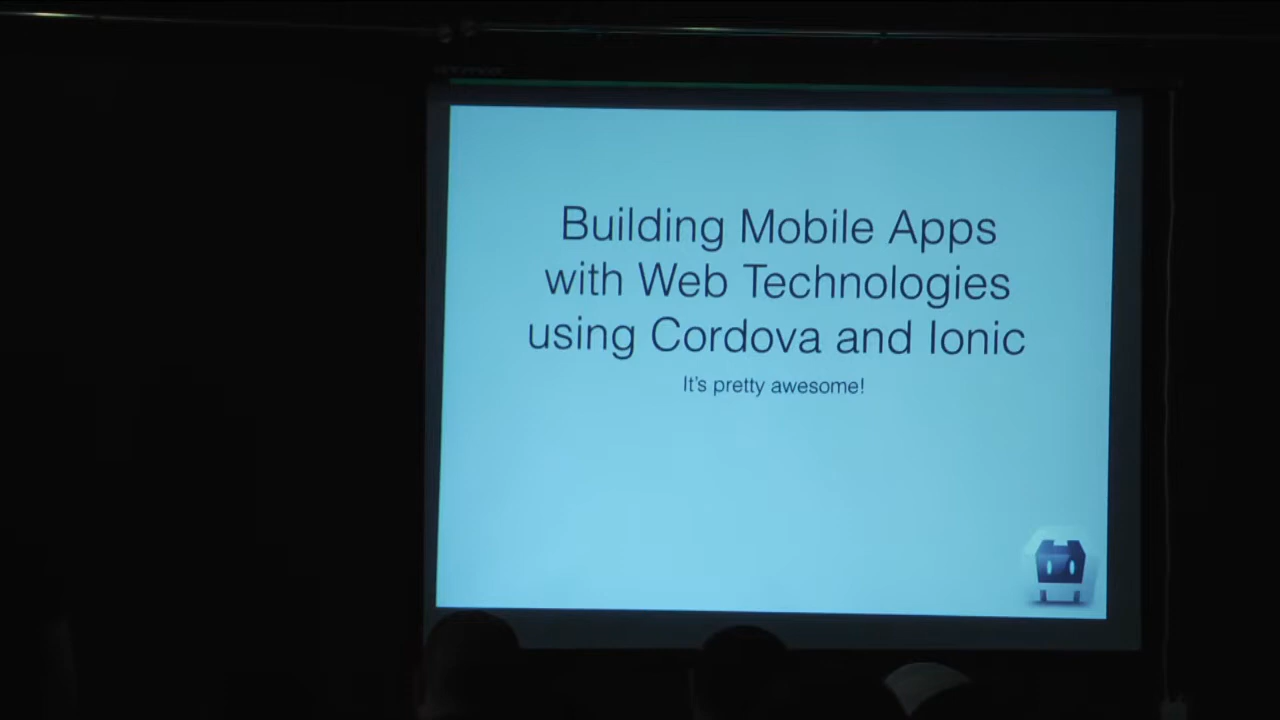 Building Mobile Apps
with Web Technologies
using Cordova and Ionic
It's pretty awesome!